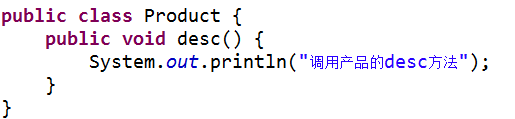 public class Product {
    public void desc() {
        System.out.println("调用产品的desc方法");
    }
}